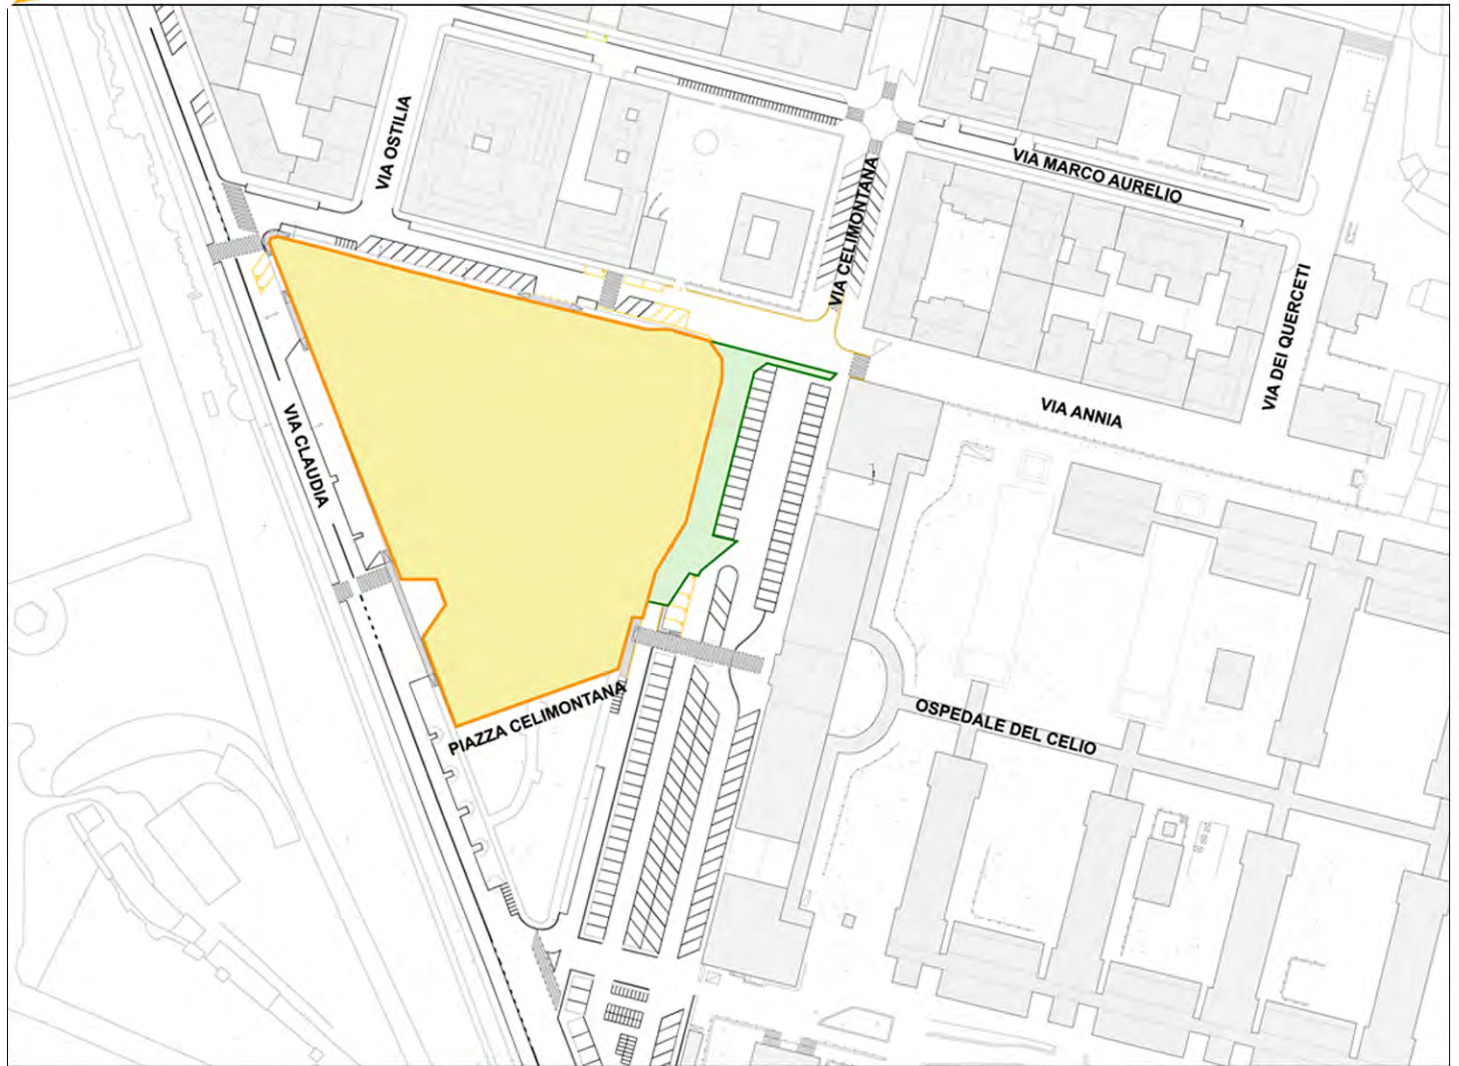 VIA OSTILIA
VIA MARCO AURELIO
VIA CELIMONTANA
VIA DEI QUERCETI
VIA ANNIA
VIA CLAUDIA
PIAZZA CELIMONTANA
OSPEDALE DEL CELIO